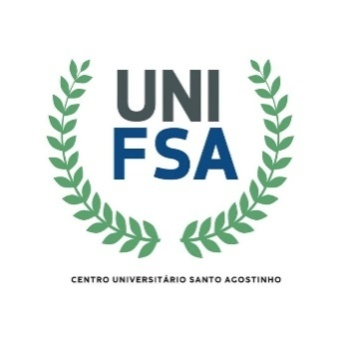 UNI
FSA
CENTRO UNIVERSITÁRIO SANTO AGOSTINHO